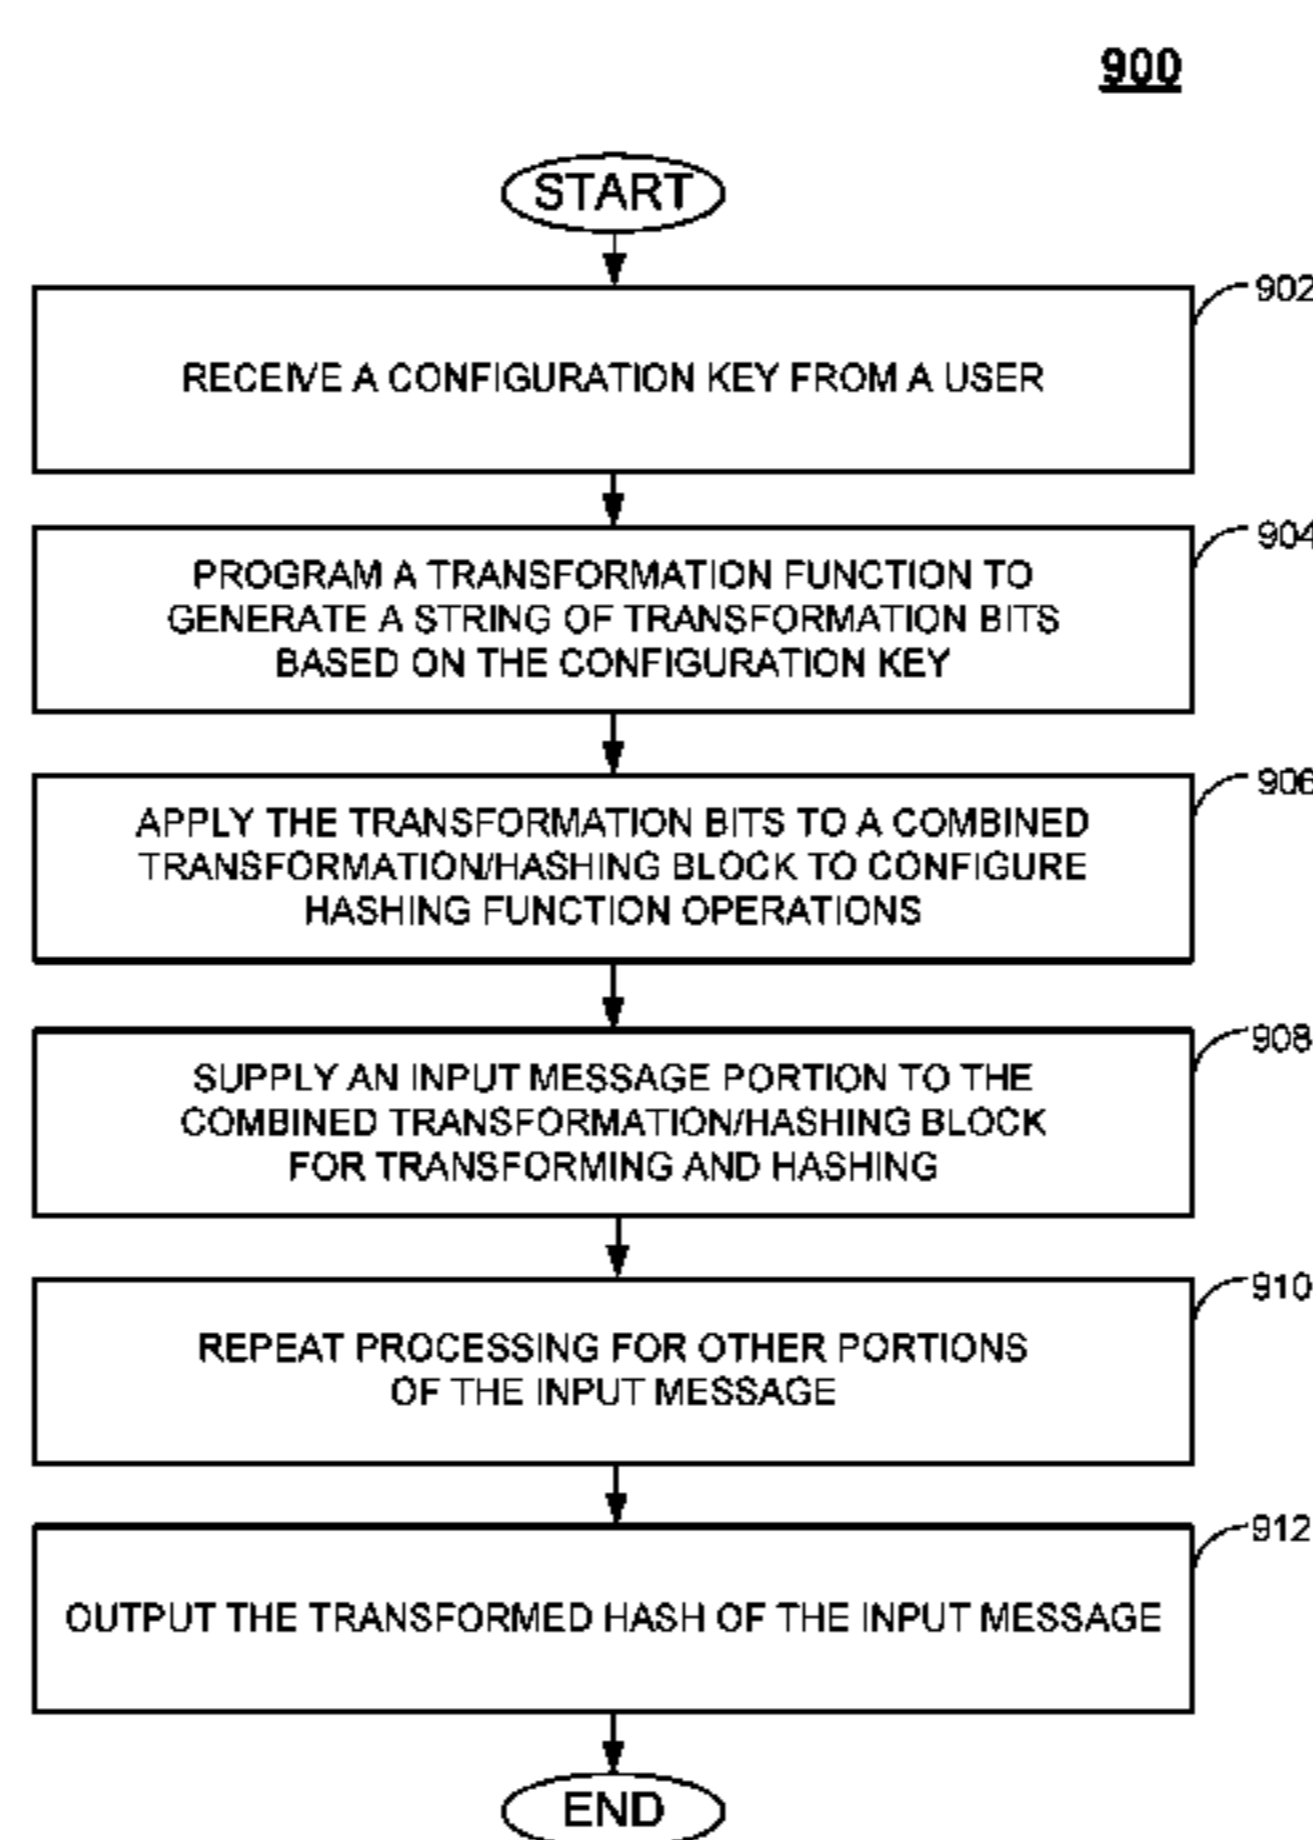 900
START
902
RECEIVE A CONFIGURATION KEY FROM A USER
904
PROGRAM A TRANSFORMATION FUNCTION TO
GENERATE A STRING OF TRANSFORMATION BITS
BASED ON THE CONFIGURATION KEY
906
APPLY THE TRANSFORMATION BITS TO A COMBINED
TRANSFORMATION/HASHING BLOCK TO CONFIGURE
HASHING FUNCTION OPERATIONS
908
SUPPLY AN INPUT MESSAGE PORTION TO THE
COMBINED TRANSFORMATION/HASHING BLOCK
FOR TRANSFORMING AND HASHING
910
REPEAT PROCESSING FOR OTHER PORTIONS
OF THE INPUT MESSAGE
912
OUTPUT THE TRANSFORMED HASH OF THE INPUT MESSAGE
END